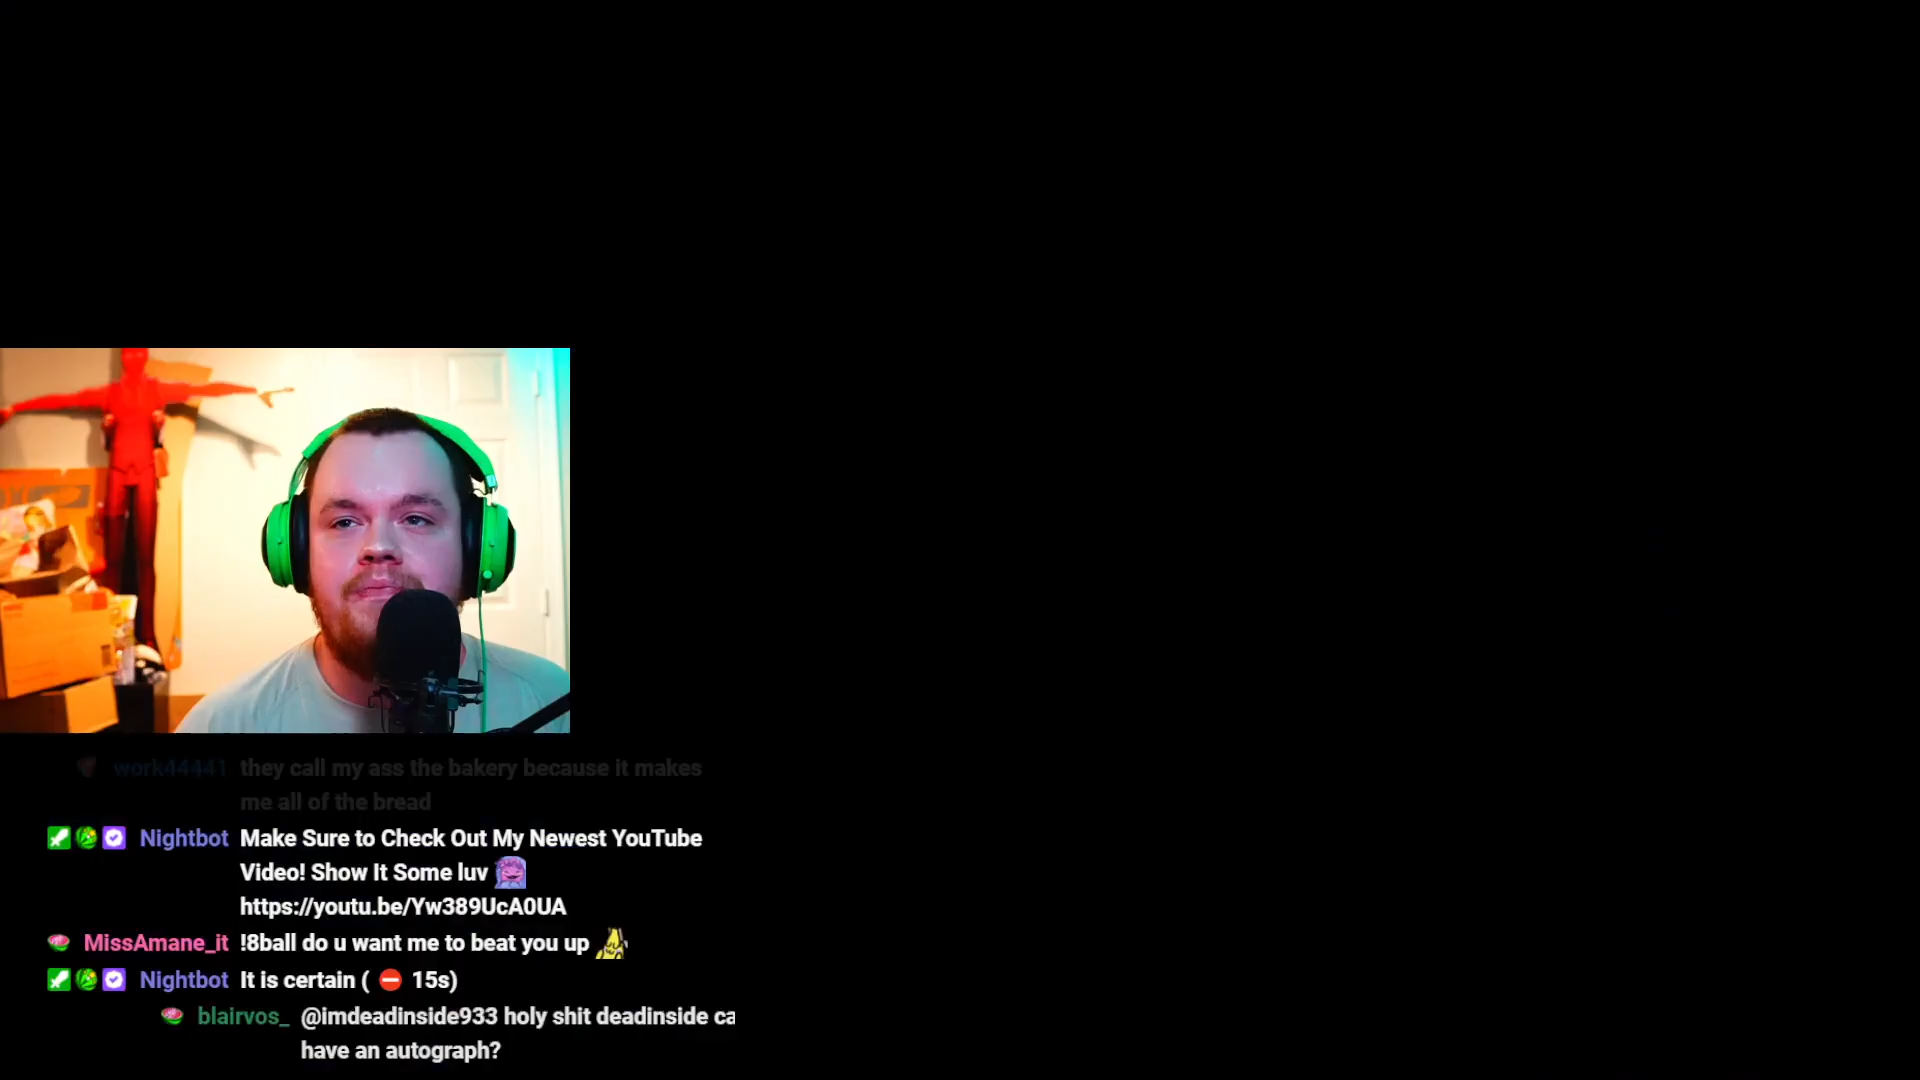 work44441 they call my ass the bakery because it makes
me all of the bread
Nightbot Make Sure to Check Out My Newest YouTube
Video! Show It Some luv
https://youtu.be/Yw389UcA0UA
MissAmane_it !8ball do u want me to beat you up
Nightbot It is certain ( 15s)
blairvos_ @imdeadinside933 holy shit deadinside ca
have an autograph?